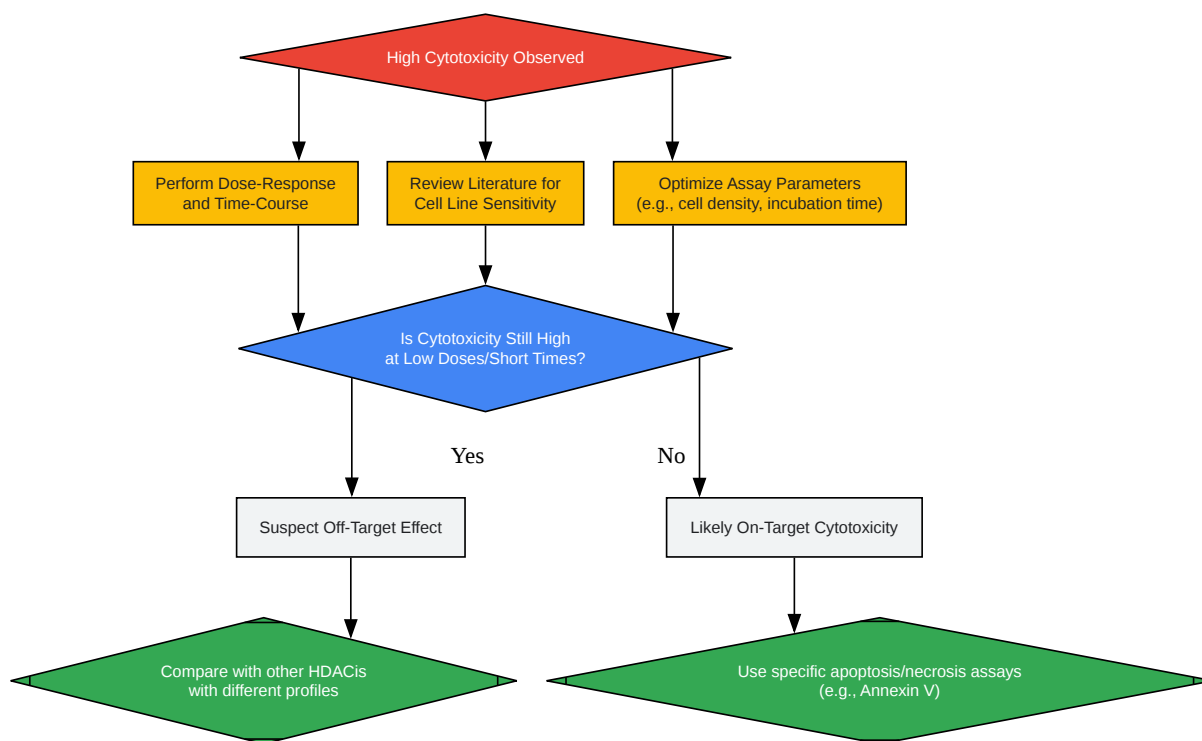 High Cytotoxicity Observed
Perform Dose-Response
and Time-Course
Review Literature for
Cell Line Sensitivity
Optimize Assay Parameters
(e.g., cell density, incubation time)
Is Cytotoxicity Still High
at Low Doses/Short Times?
Yes
No
Suspect Off-Target Effect
Likely On-Target Cytotoxicity
Compare with other HDACis
with different profiles
Use specific apoptosis/necrosis assays
(e.g., Annexin V)